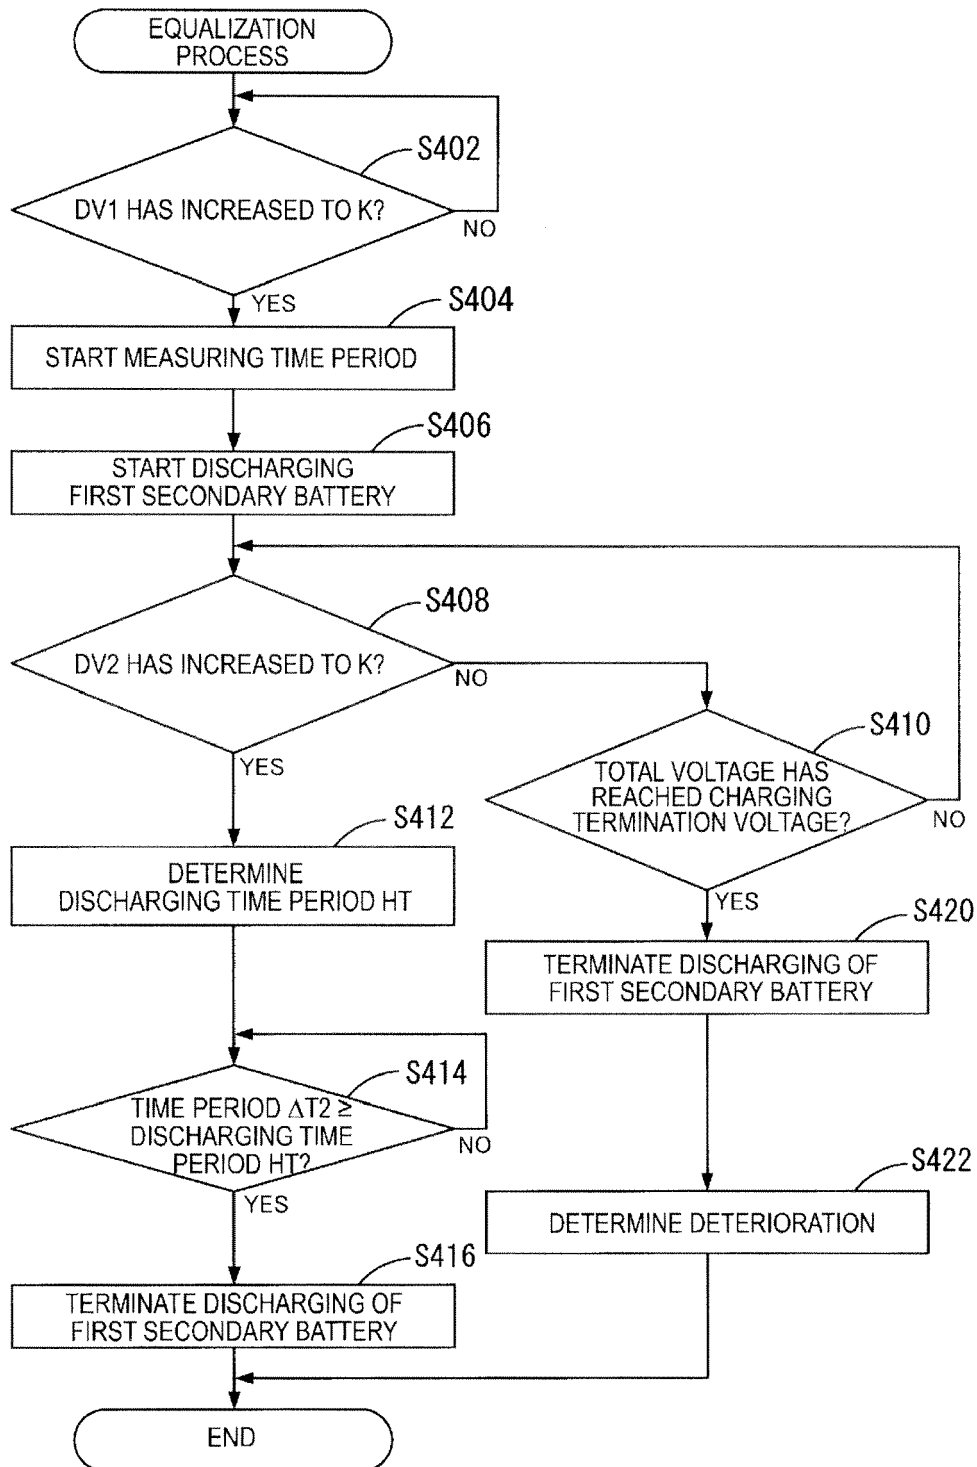 EQUALIZATION
PROCESS
S402
DV1 HAS INCREASED TO K?
NO
YES
S404
START MEASURING TIME PERIOD
S406
START DISCHARGING
FIRST SECONDARY BATTERY
S408
DV2 HAS INCREASED TO K?
NO
YES
S410
TOTAL VOLTAGE HAS
REACHED CHARGING
TERMINATION VOLTAGE?
NO
YES
S412
DETERMINE
DISCHARGING TIME PERIOD HT
S420
TERMINATE DISCHARGING OF
FIRST SECONDARY BATTERY
S414
TIME PERIOD ΔT2 ≥
DISCHARGING TIME
PERIOD HT?
NO
YES
S422
DETERMINE DETERIORATION
S416
TERMINATE DISCHARGING OF
FIRST SECONDARY BATTERY
END